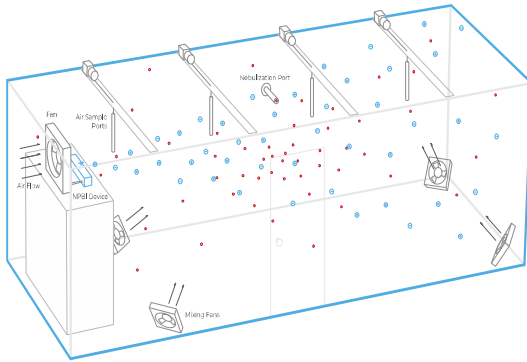 Nebulization Port
Fan
Air Sample
Ports
Air Flow
NPBI Device
Mixing Fans